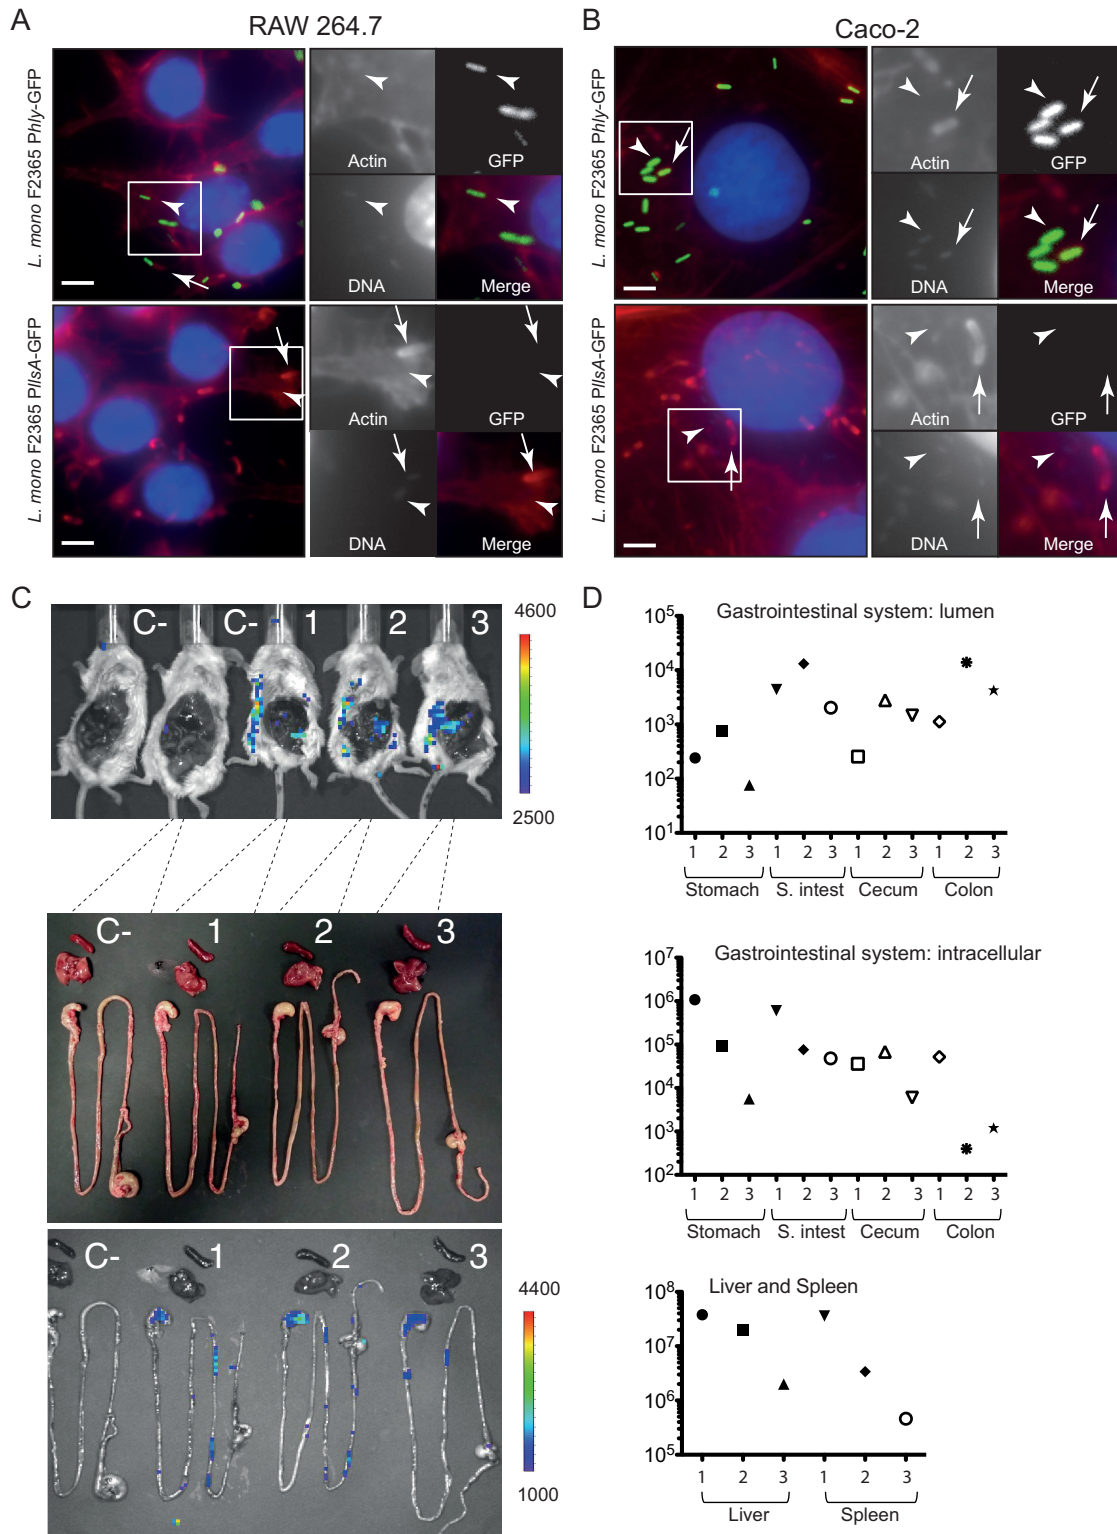 A
RAW 264.7
L. mono F2365 Phly-GFP
Actin
GFP
DNA
Merge
L. mono F2365 PllsA-GFP
Actin
GFP
DNA
Merge
B
Caco-2
L. mono F2365 Phly-GFP
Actin
GFP
DNA
Merge
L. mono F2365 PllsA-GFP
Actin
GFP
DNA
Merge
C
C- C- 1 2 3
4600
2500
C- 1 2 3
C- 1 2 3
4400
1000
D
Gastrointestinal system: lumen
10^5
10^4
10^3
10^2
10^1
1 2 3 1 2 3 1 2 3 1 2 3
Stomach S. intest Cecum Colon
Gastrointestinal system: intracellular
10^6
10^5
10^4
10^3
10^2
1 2 3 1 2 3 1 2 3 1 2 3
Stomach S. intest Cecum Colon
Liver and Spleen
10^8
10^7
10^6
10^5
1 2 3 1 2 3
Liver Spleen